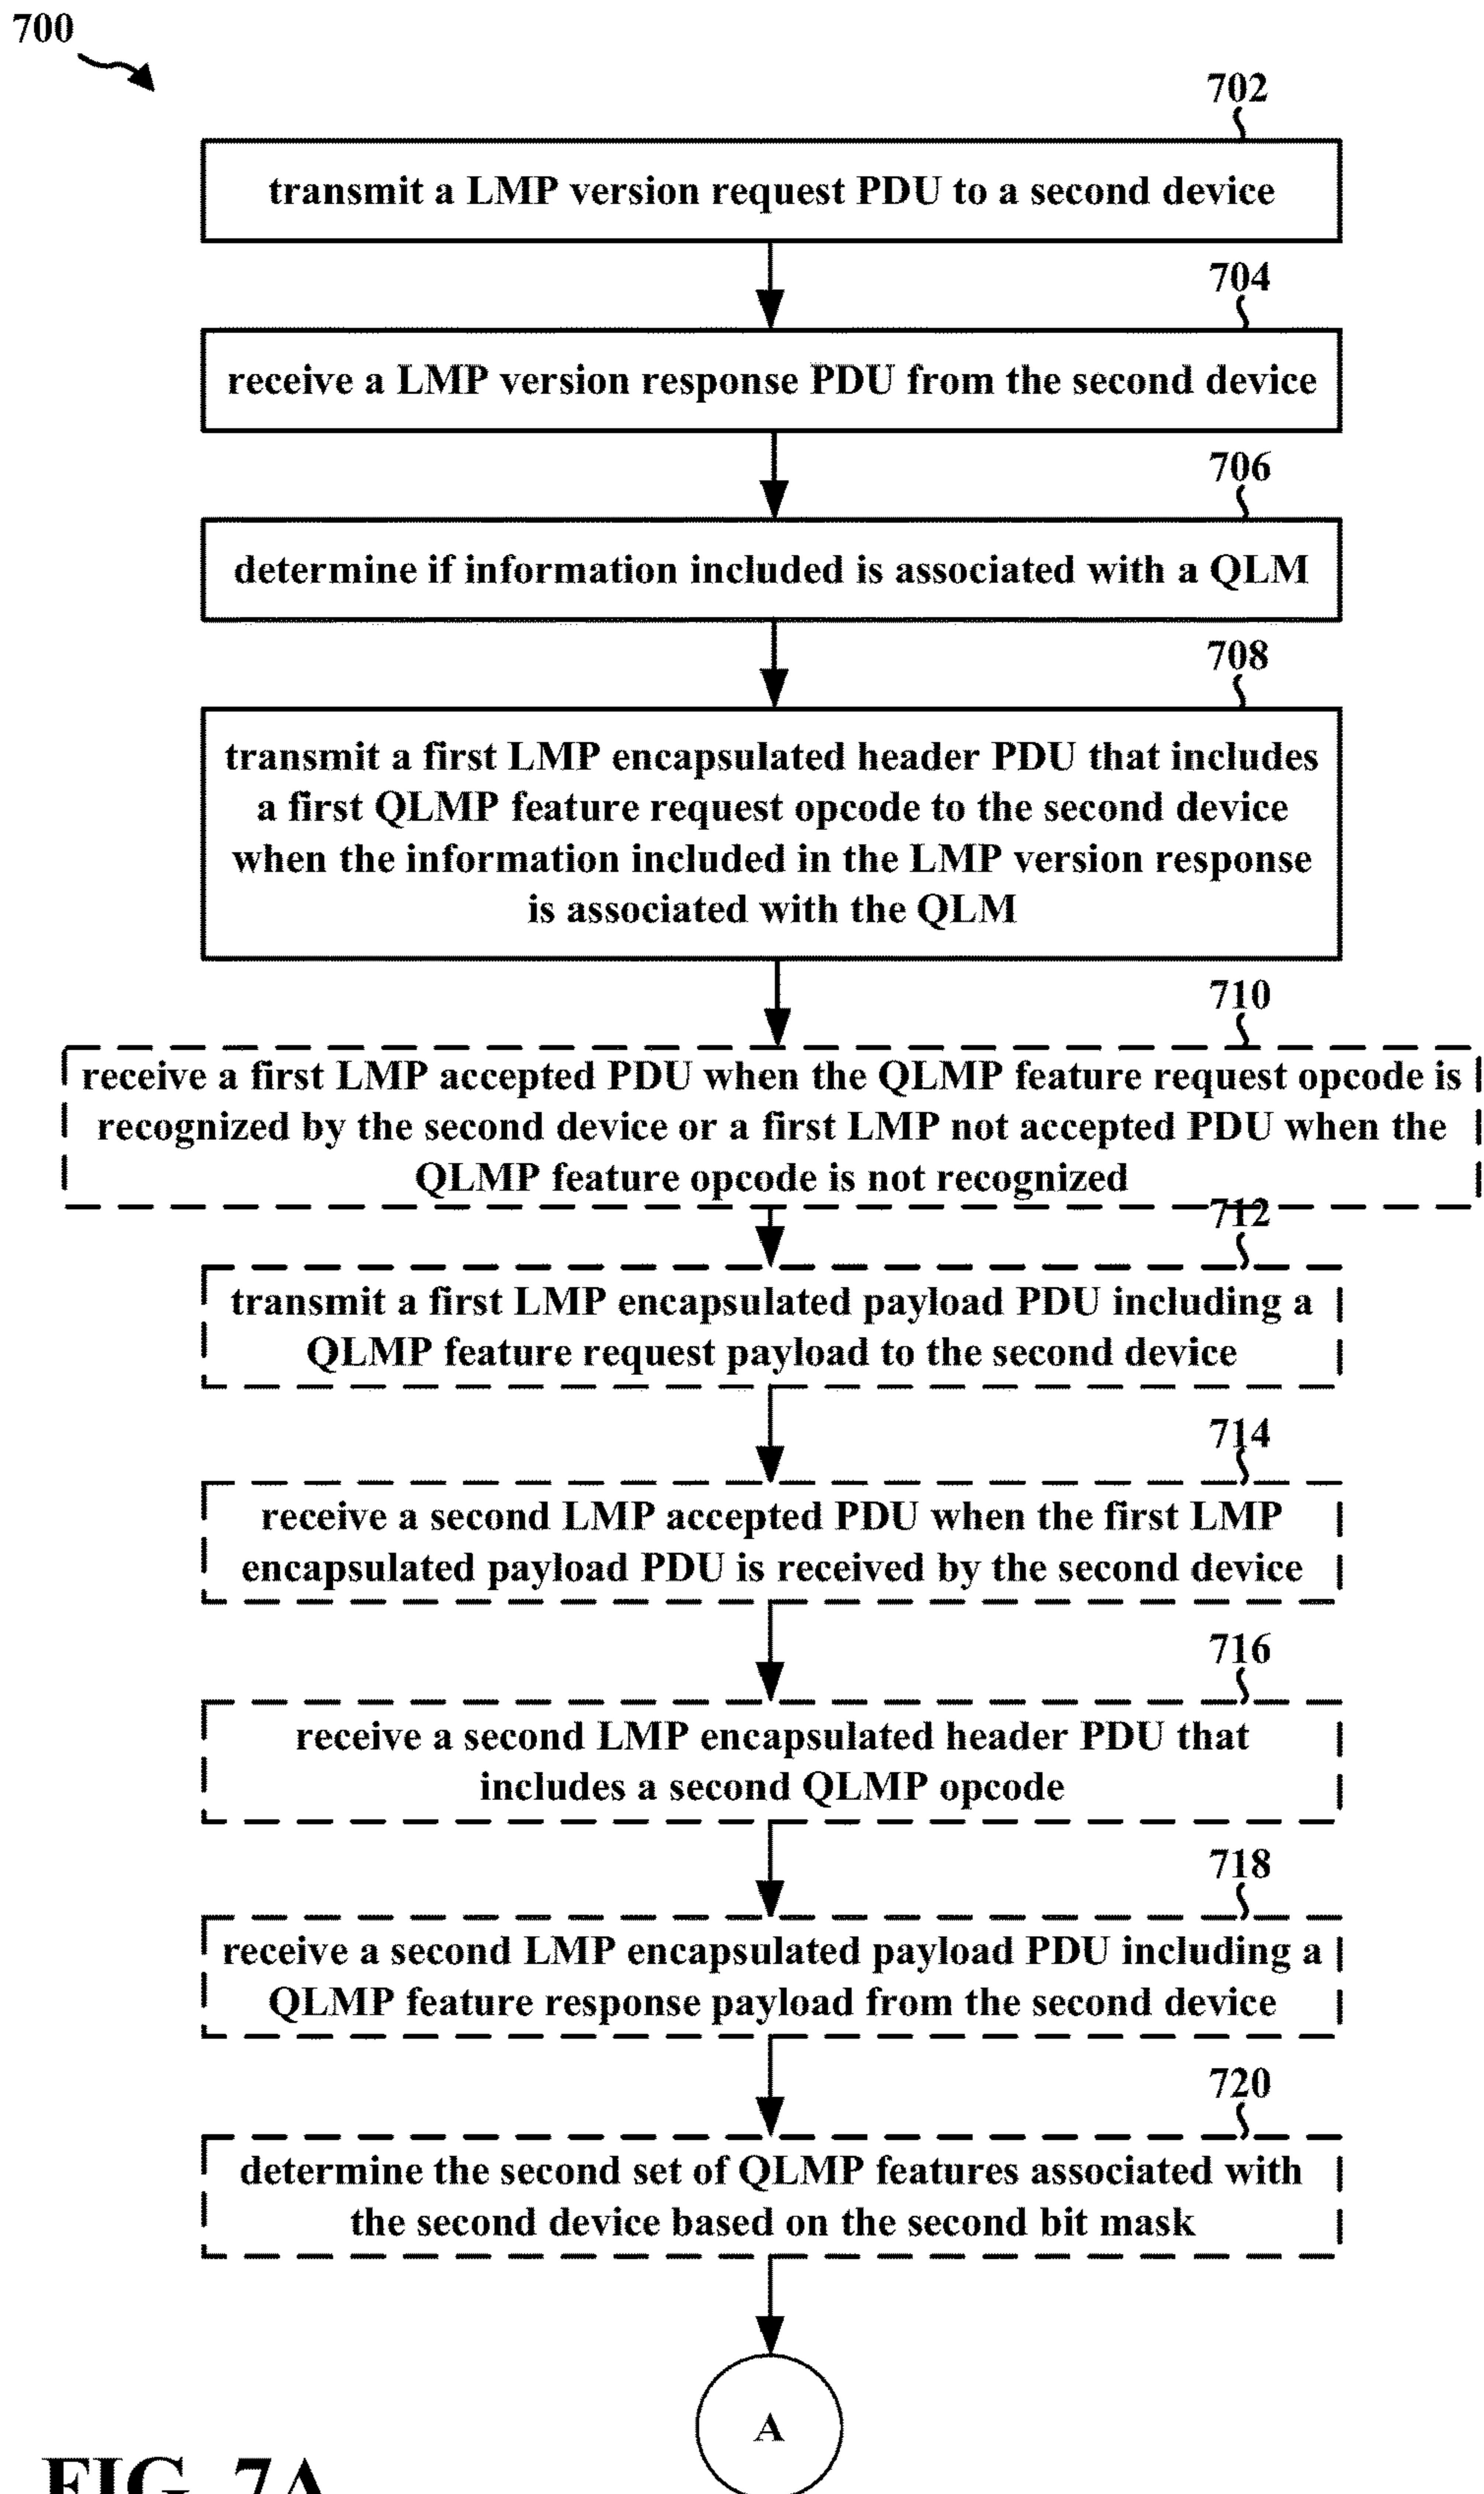 700
702
transmit a LMP version request PDU to a second device
704
receive a LMP version response PDU from the second device
706
determine if information included is associated with a QLM
708
transmit a first LMP encapsulated header PDU that includes
a first QLMP feature request opcode to the second device
when the information included in the LMP version response
is associated with the QLM
710
receive a first LMP accepted PDU when the QLMP feature request opcode is
recognized by the second device or a first LMP not accepted PDU when the
QLMP feature opcode is not recognized
712
transmit a first LMP encapsulated payload PDU including a
QLMP feature request payload to the second device
714
receive a second LMP accepted PDU when the first LMP
encapsulated payload PDU is received by the second device
716
receive a second LMP encapsulated header PDU that
includes a second QLMP opcode
718
receive a second LMP encapsulated payload PDU including a
QLMP feature response payload from the second device
720
determine the second set of QLMP features associated with
the second device based on the second bit mask
A
FIG. 7A